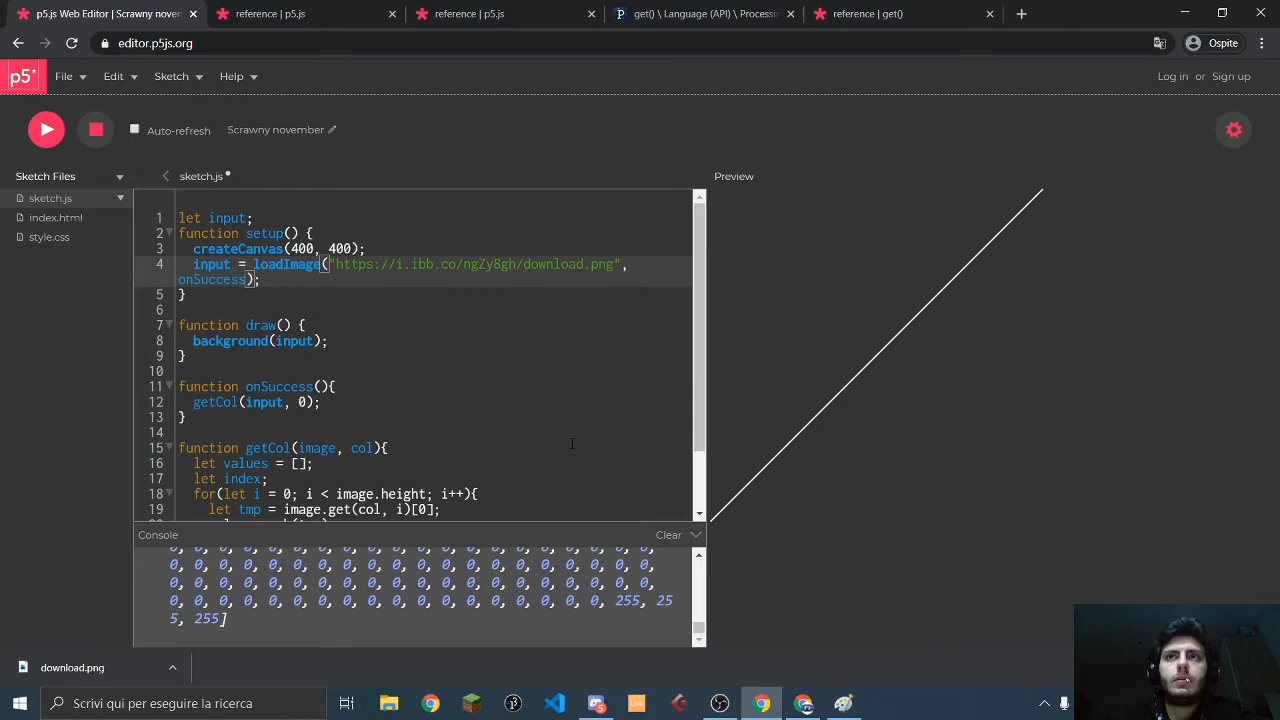 p5.js Web Editor | Scrawny noven
reference | p5.js
reference | p5.js
get() \ Language (API) \ Processin
reference | get()
editor.p5js.org
Ospite
p5*
File
Edit
Sketch
Help
Log in or Sign up
Auto-refresh
Scrawny november
Sketch Files
sketch.js
Preview
sketch.js
index.html
style.css
1 let input;
2 function setup() {
3 createCanvas(400, 400);
4 input = loadImage("https://i.ibb.co/ngZy8gh/download.png",
onSuccess);
5 }
6
7 function draw() {
8 background(input);
9 }
10
11 function onSuccess(){
12 getCol(input, 0);
13 }
14
15 function getCol(image, col){
16 let values = [];
17 let index;
18 for(let i = 0; i < image.height; i++){
19 let tmp = image.get(col, i)[0];
Console
Clear
0, 0, 0, 0, 0, 0, 0, 0, 0, 0, 0, 0, 0, 0, 0, 0, 0, 0, 0, 0,
0, 0, 0, 0, 0, 0, 0, 0, 0, 0, 0, 0, 0, 0, 0, 0, 0, 0, 0, 0,
0, 0, 0, 0, 0, 0, 0, 0, 0, 0, 0, 0, 0, 0, 0, 0, 0, 0, 0, 0,
0, 0, 0, 0, 0, 0, 0, 0, 0, 0, 0, 0, 0, 0, 0, 0, 0, 0, 255, 25
5, 255]
download.png
Scrivi qui per eseguire la ricerca
Live